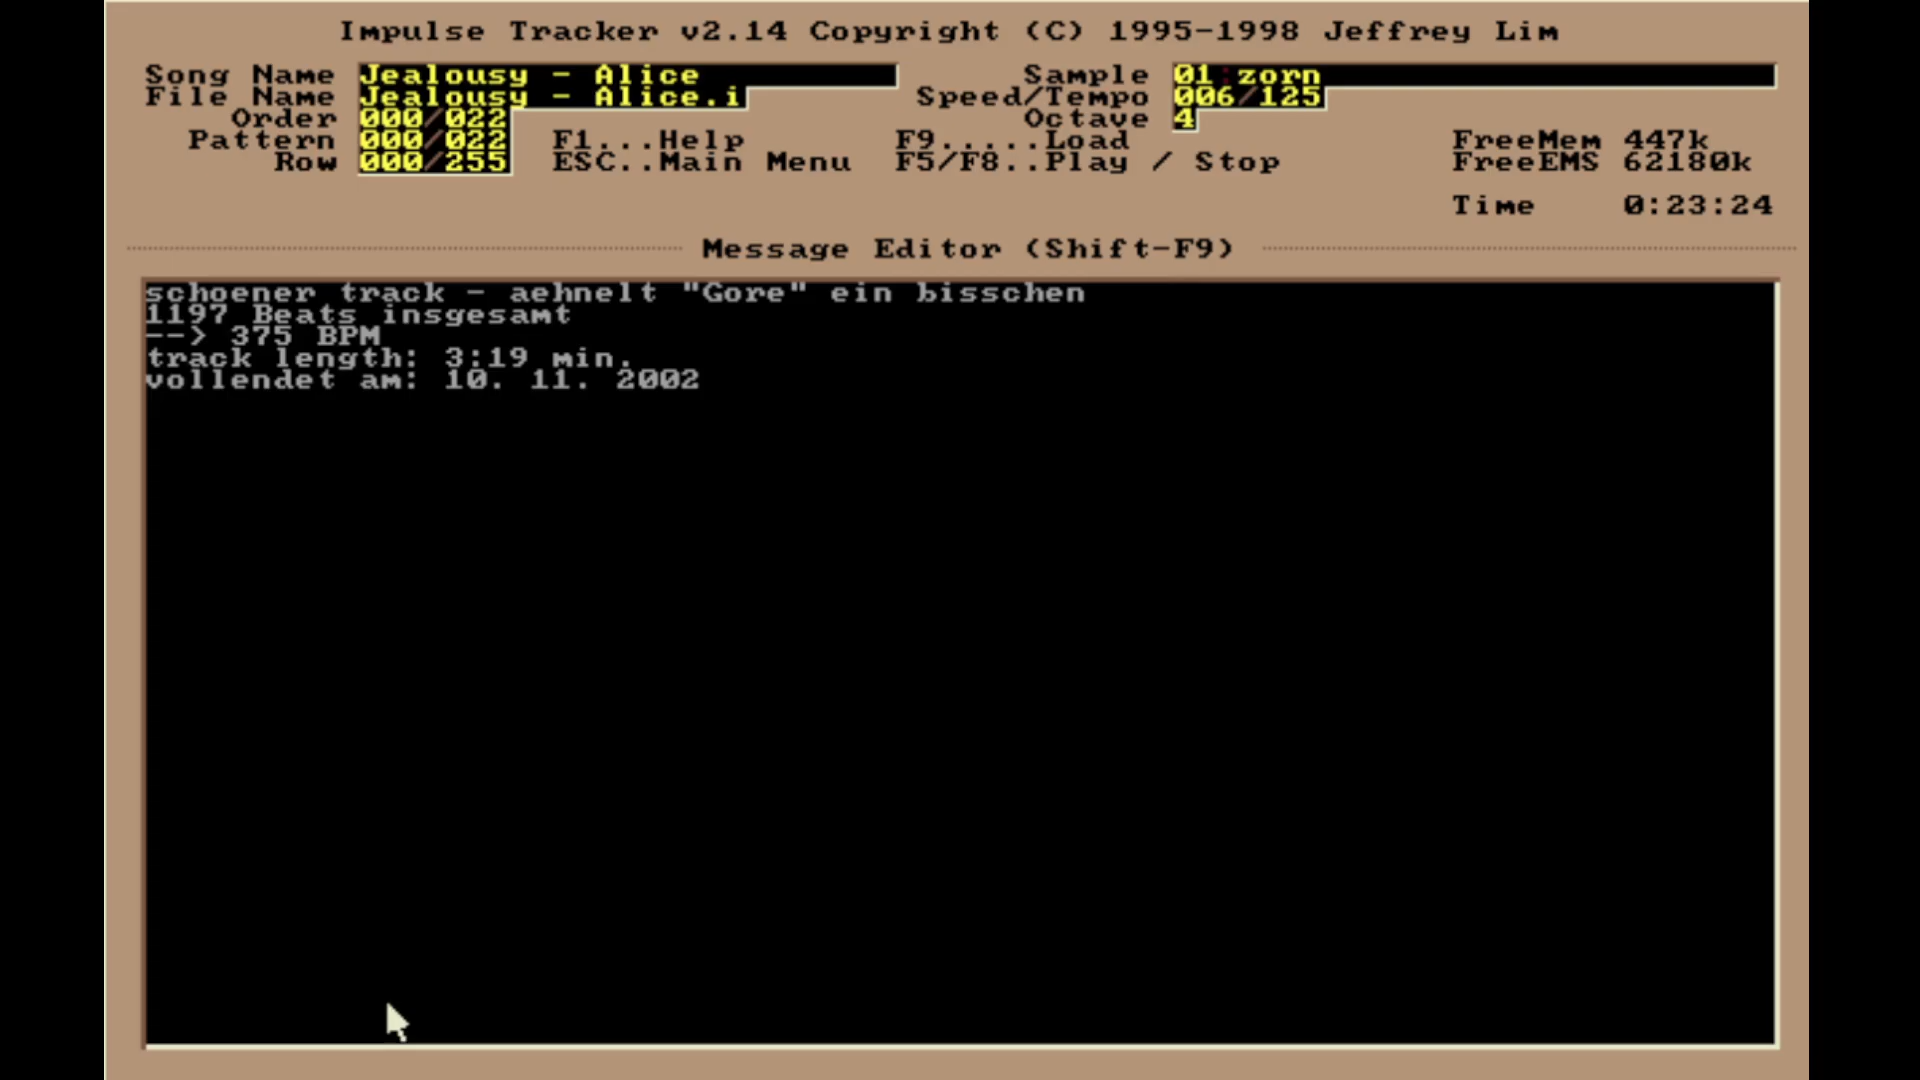 Impulse Tracker v2.14 Copyright (C) 1995-1998 Jeffrey Lim
Song Name Jealousy - Alice Sample 01:zorn
File Name Jealousy - Alice.i Speed/Tempo 006/125
Order 000/022 Octave 4
Pattern 000/022 F1...Help F9.....Load FreeMem 447k
Row 000/255 ESC..Main Menu F5/F8..Play / Stop FreeEMS 62180k
Time 0:23:24
Message Editor (Shift-F9)
schoener track - aehnelt "Gore" ein bisschen
1197 Beats insgesamt
--> 375 BPM
track length: 3:19 min.
vollendet am: 10. 11. 2002